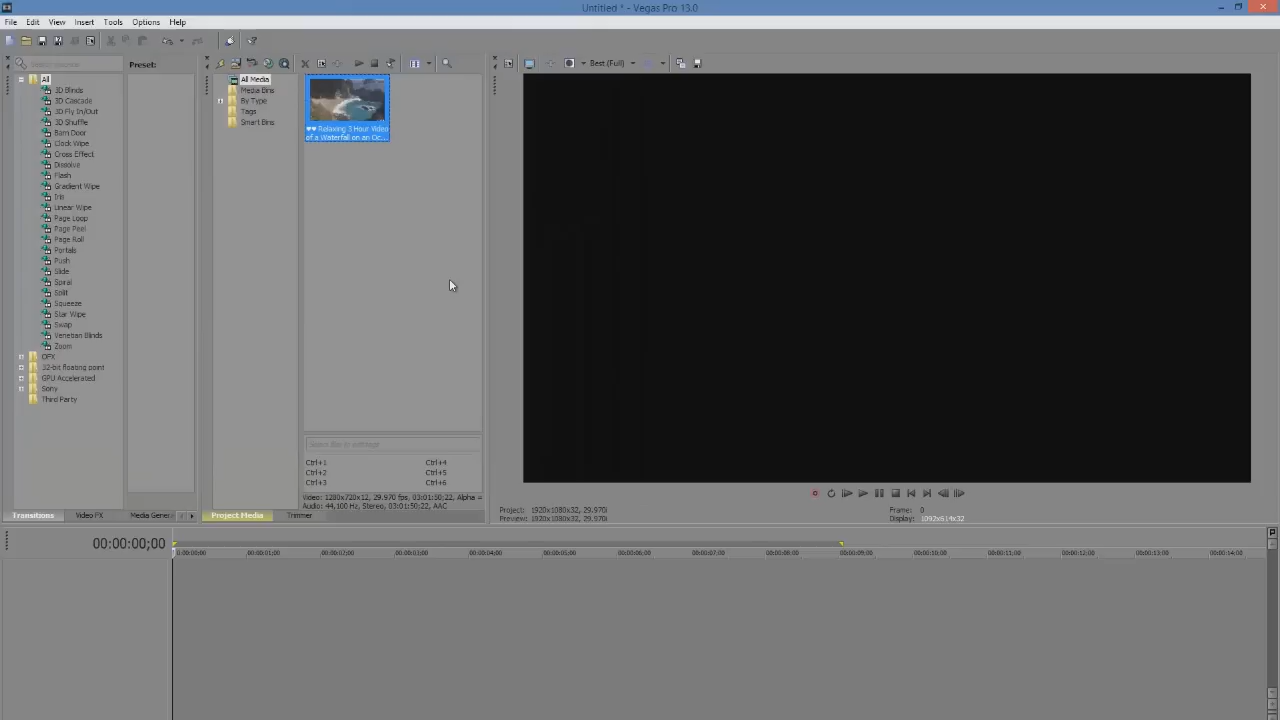 Untitled * - Vegas Pro 13.0
File Edit View Insert Tools Options Help
Preset:
Best (Full)
All
3D Blinds
3D Cascade
3D Fly In/Out
3D Shuffle
Barn Door
Clock Wipe
Cross Effect
Dissolve
Flash
Gradient Wipe
Iris
Linear Wipe
Page Loop
Page Peel
Page Roll
Portals
Push
Slide
Spiral
Split
Squeeze
Star Wipe
Swap
Venetian Blinds
Zoom
OFX
32-bit floating point
GPU Accelerated
Sony
Third Party
All Media
Media Bins
By Type
Tags
Smart Bins
♥♥ Relaxing 3 Hour Video
of a Waterfall on an Oc...
Ctrl+1 Ctrl+4
Ctrl+2 Ctrl+5
Ctrl+3 Ctrl+6
Video: 1280x720x12, 29.970 fps, 03:01:50;22, Alpha =
Audio: 44,100 Hz, Stereo, 03:01:50;22, AAC
Transitions Video FX Media Gener
Project Media Trimmer
Project: 1920x1080x32, 29.970i
Preview: 1920x1080x32, 29.970i
Frame: 0
Display: 1092x614x32
00:00:00;00
0:00:00;00 00:00:01;00 00:00:02;00 00:00:03;00 00:00:04;00 00:00:05;00 00:00:06;00 00:00:07;00 00:00:08;00 00:00:09;00 00:00:10;00 00:00:11;00 00:00:12;00 00:00:13;00 00:00:14;00